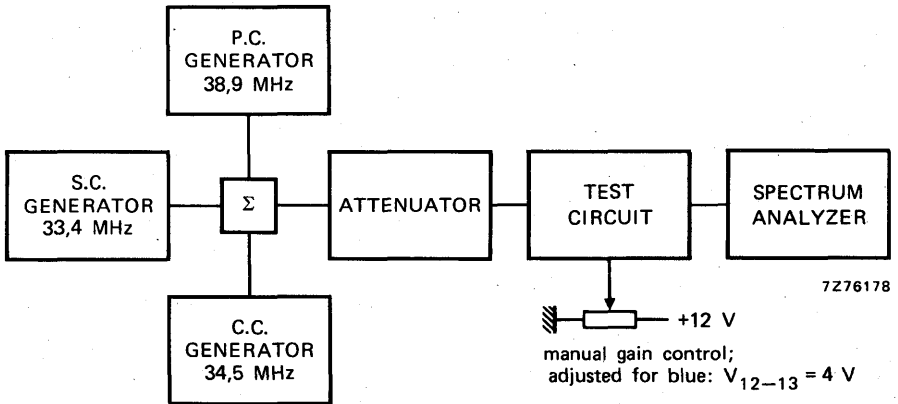 P.C.
GENERATOR
38,9 MHz
S.C.
GENERATOR
33,4 MHz
Σ
ATTENUATOR
TEST
CIRCUIT
SPECTRUM
ANALYZER
7Z76178
+12 V
C.C.
GENERATOR
34,5 MHz
manual gain control;
adjusted for blue: V12–13 = 4 V